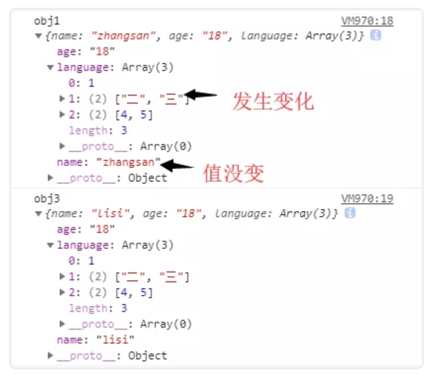 obj1 VM970:18
▼{name: "zhangsan", age: "18", language: Array(3)} i
age: "18"
▼language: Array(3)
0: 1
▶1: (2) ["二", "三"] 发生变化
▶2: (2) [4, 5]
length: 3
▶__proto__: Array(0)
name: "zhangsan" 值没变
▶__proto__: Object
obj3 VM970:19
▼{name: "lisi", age: "18", language: Array(3)} i
age: "18"
▼language: Array(3)
0: 1
▶1: (2) ["二", "三"]
▶2: (2) [4, 5]
length: 3
▶__proto__: Array(0)
name: "lisi"
▶__proto__: Object